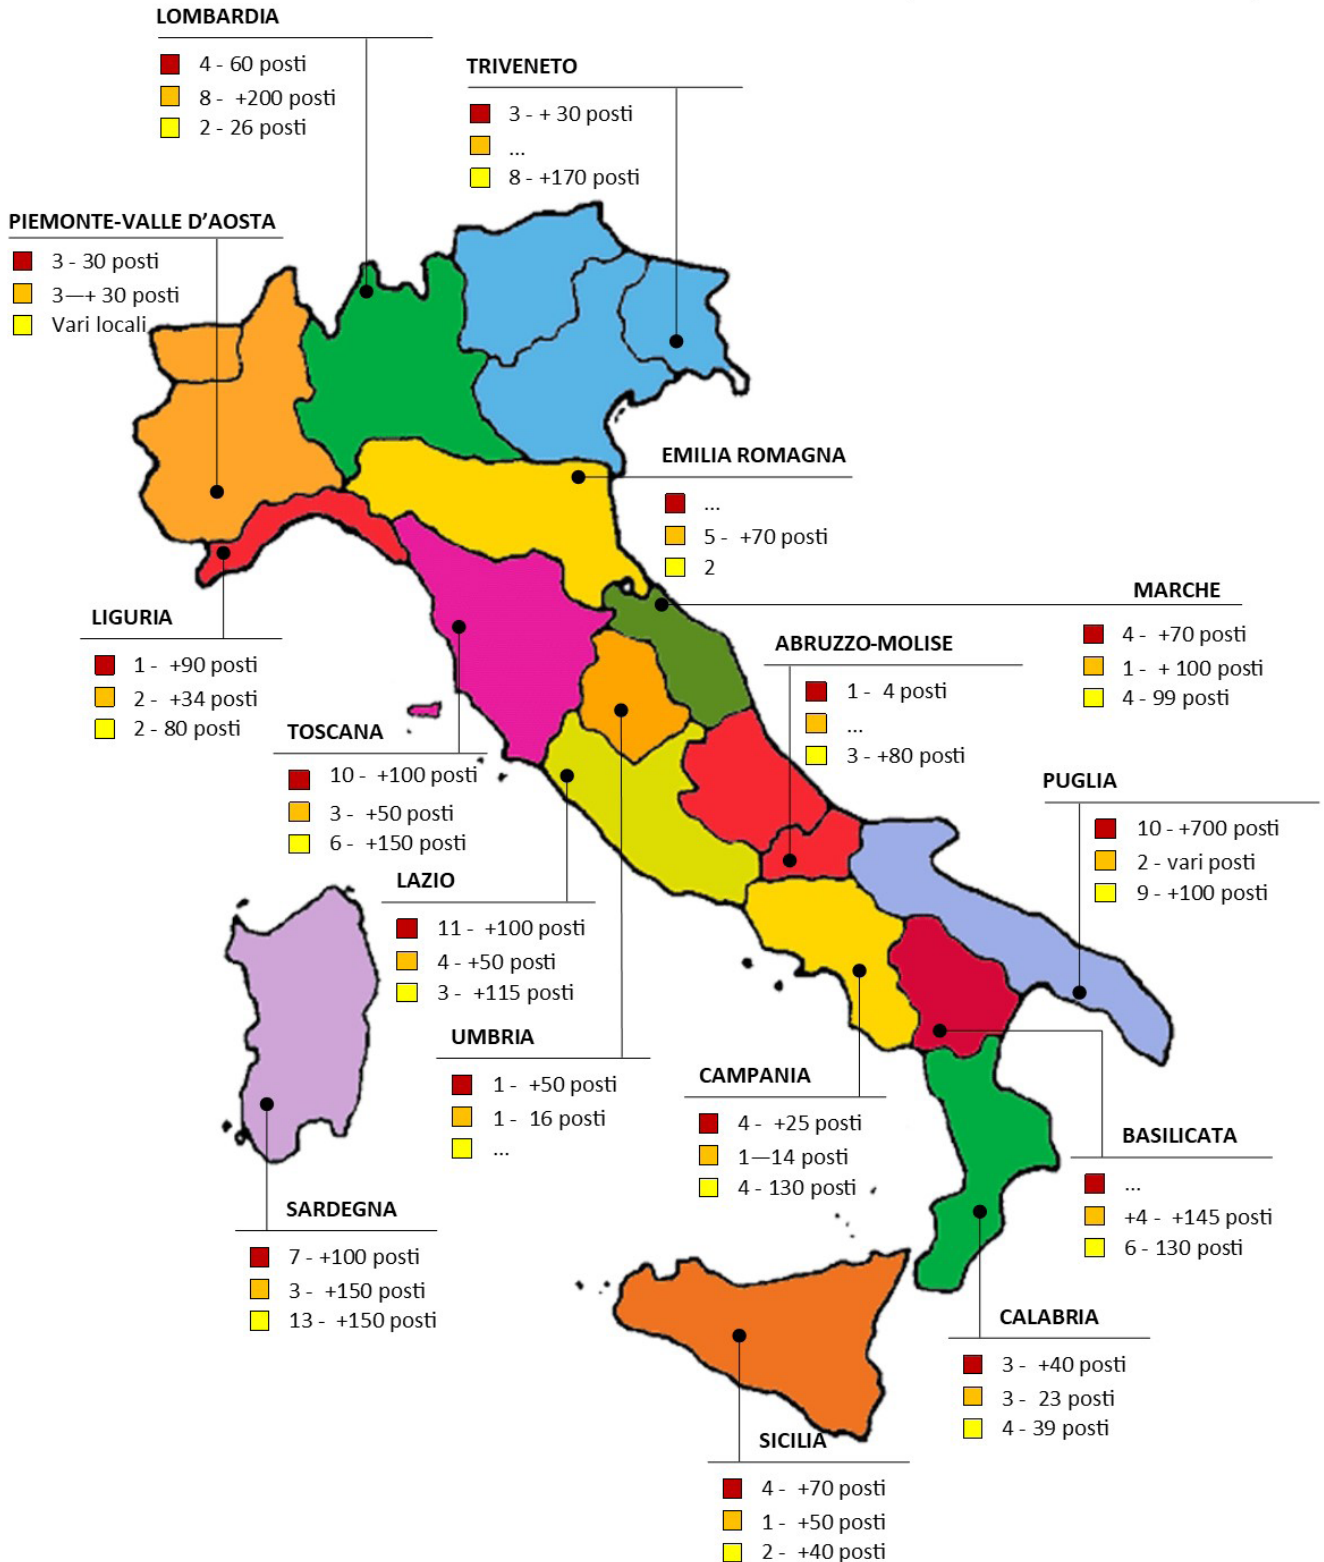 LOMBARDIA
4 - 60 posti
8 - +200 posti
2 - 26 posti
TRIVENETO
3 - + 30 posti
...
8 - +170 posti
PIEMONTE-VALLE D’AOSTA
3 - 30 posti
3—+ 30 posti
Vari locali
EMILIA ROMAGNA
...
5 - +70 posti
2
MARCHE
4 - +70 posti
1 - + 100 posti
4 - 99 posti
LIGURIA
1 - +90 posti
2 - +34 posti
2 - 80 posti
ABRUZZO-MOLISE
1 - 4 posti
...
3 - +80 posti
TOSCANA
10 - +100 posti
3 - +50 posti
6 - +150 posti
PUGLIA
10 - +700 posti
2 - vari posti
9 - +100 posti
LAZIO
11 - +100 posti
4 - +50 posti
3 - +115 posti
UMBRIA
1 - +50 posti
1 - 16 posti
...
CAMPANIA
4 - +25 posti
1—14 posti
4 - 130 posti
BASILICATA
...
+4 - +145 posti
6 - 130 posti
SARDEGNA
7 - +100 posti
3 - +150 posti
13 - +150 posti
CALABRIA
3 - +40 posti
3 - 23 posti
4 - 39 posti
SICILIA
4 - +70 posti
1 - +50 posti
2 - +40 posti